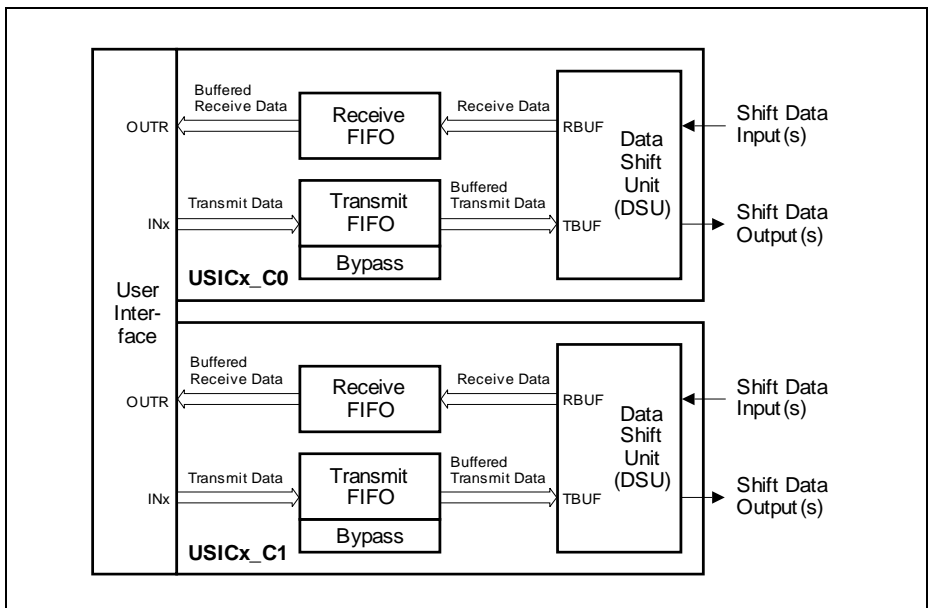 Buffered
Receive Data
OUTR
Receive
FIFO
Receive Data
RBUF
Data
Shift
Unit
(DSU)
Shift Data
Input(s)
Transmit Data
INx
Transmit
FIFO
Bypass
Buffered
Transmit Data
TBUF
Shift Data
Output(s)
USICx_C0
User
Inter-
face
Buffered
Receive Data
OUTR
Receive
FIFO
Receive Data
RBUF
Data
Shift
Unit
(DSU)
Shift Data
Input(s)
Transmit Data
INx
Transmit
FIFO
Bypass
Buffered
Transmit Data
TBUF
Shift Data
Output(s)
USICx_C1